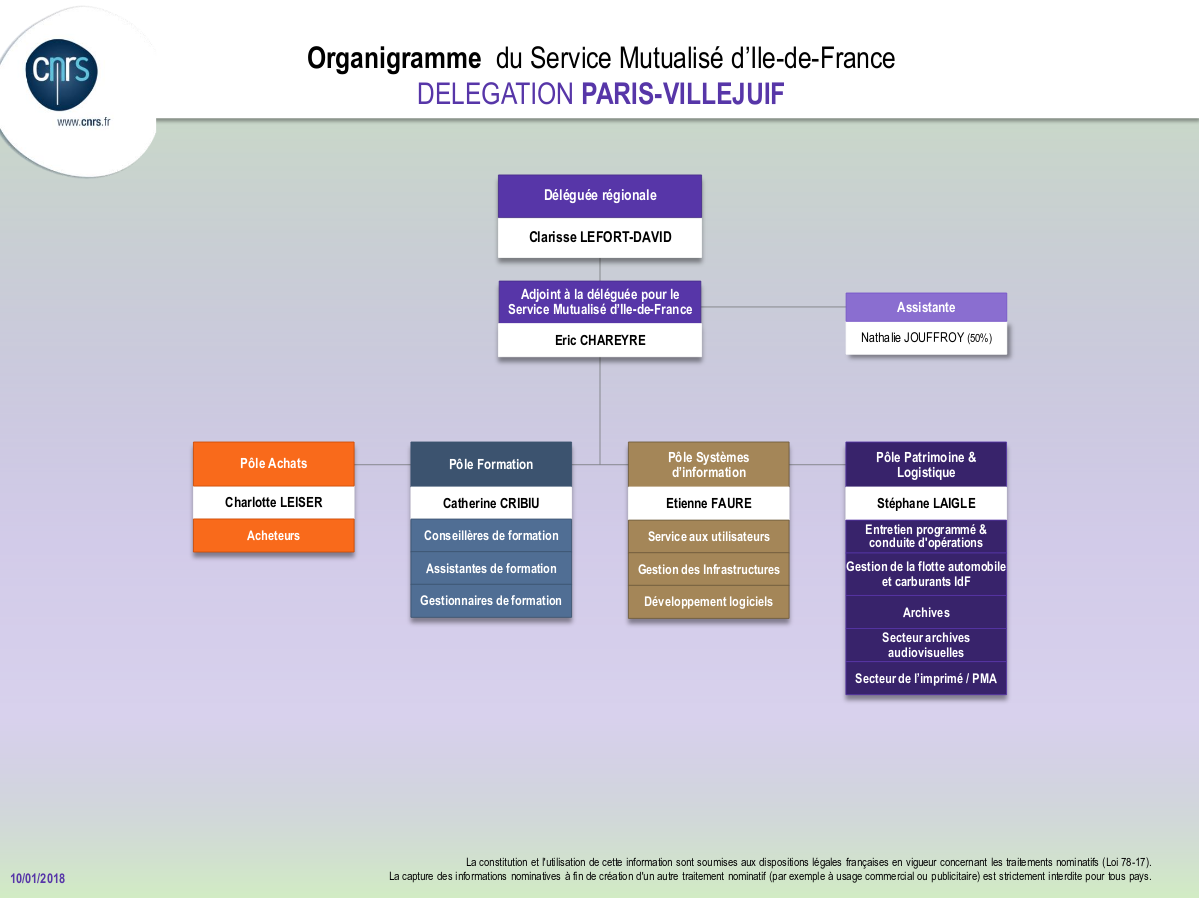 cnrs
www.cnrs.fr
Organigramme du Service Mutualisé d’Ile-de-France
DELEGATION PARIS-VILLEJUIF
Déléguée régionale
Clarisse LEFORT-DAVID
Adjoint à la déléguée pour le
Service Mutualisé d’Ile-de-France
Eric CHAREYRE
Assistante
Nathalie JOUFFROY (50%)
Pôle Achats
Charlotte LEISER
Acheteurs
Pôle Formation
Catherine CRIBIU
Conseillères de formation
Assistantes de formation
Gestionnaires de formation
Pôle Systèmes
d’information
Etienne FAURE
Service aux utilisateurs
Gestion des Infrastructures
Développement logiciels
Pôle Patrimoine &
Logistique
Stéphane LAIGLE
Entretien programmé &
conduite d'opérations
Gestion de la flotte automobile
et carburants IdF
Archives
Secteur archives
audiovisuelles
Secteur de l’imprimé / PMA
La constitution et l'utilisation de cette information sont soumises aux dispositions légales françaises en vigueur concernant les traitements nominatifs (Loi 78-17).
La capture des informations nominatives à fin de création d'un autre traitement nominatif (par exemple à usage commercial ou publicitaire) est strictement interdite pour tous pays.
10/01/2018